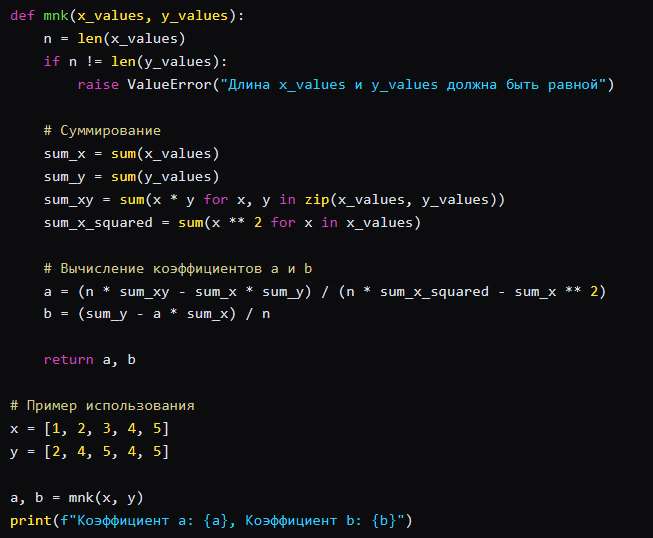 def mnk(x_values, y_values):
    n = len(x_values)
    if n != len(y_values):
        raise ValueError("Длина x_values и y_values должна быть равной")

    # Суммирование
    sum_x = sum(x_values)
    sum_y = sum(y_values)
    sum_xy = sum(x * y for x, y in zip(x_values, y_values))
    sum_x_squared = sum(x ** 2 for x in x_values)

    # Вычисление коэффициентов a и b
    a = (n * sum_xy - sum_x * sum_y) / (n * sum_x_squared - sum_x ** 2)
    b = (sum_y - a * sum_x) / n

    return a, b

# Пример использования
x = [1, 2, 3, 4, 5]
y = [2, 4, 5, 4, 5]

a, b = mnk(x, y)
print(f"Коэффициент a: {a}, Коэффициент b: {b}")